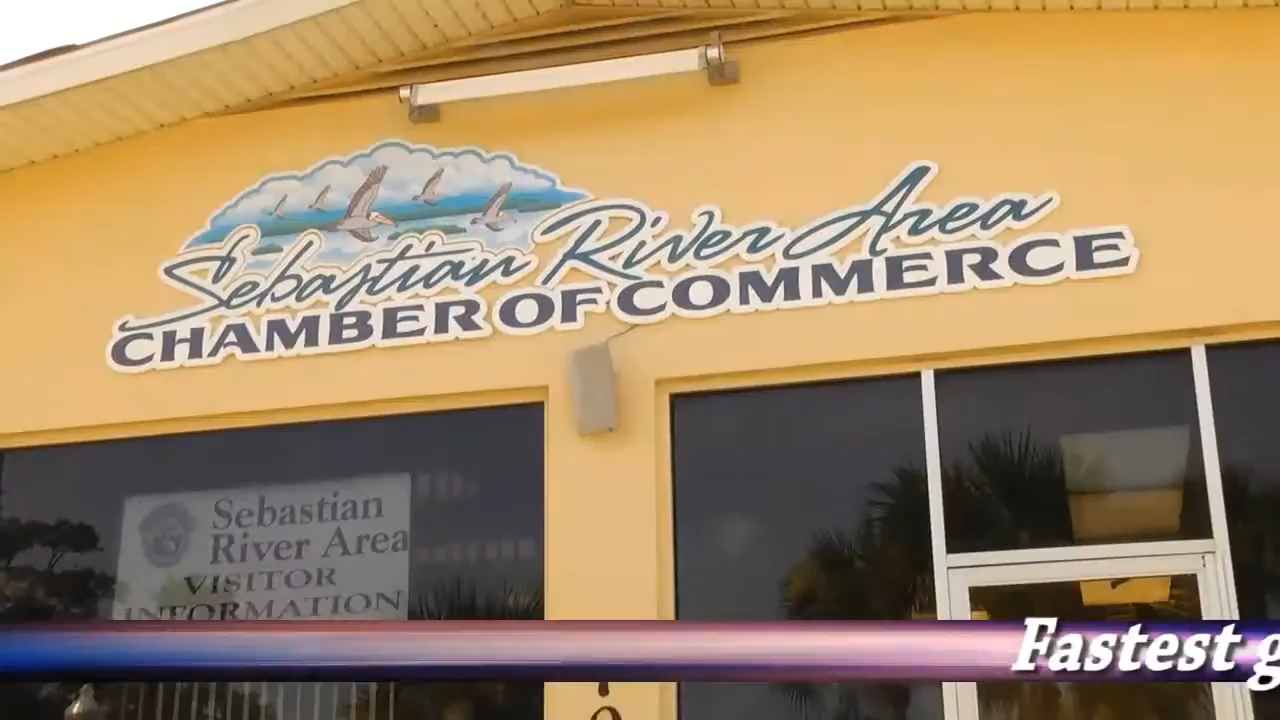 Sebastian River Area
CHAMBER OF COMMERCE
Sebastian
River Area
VISITOR
INFORMATION
Fastest g